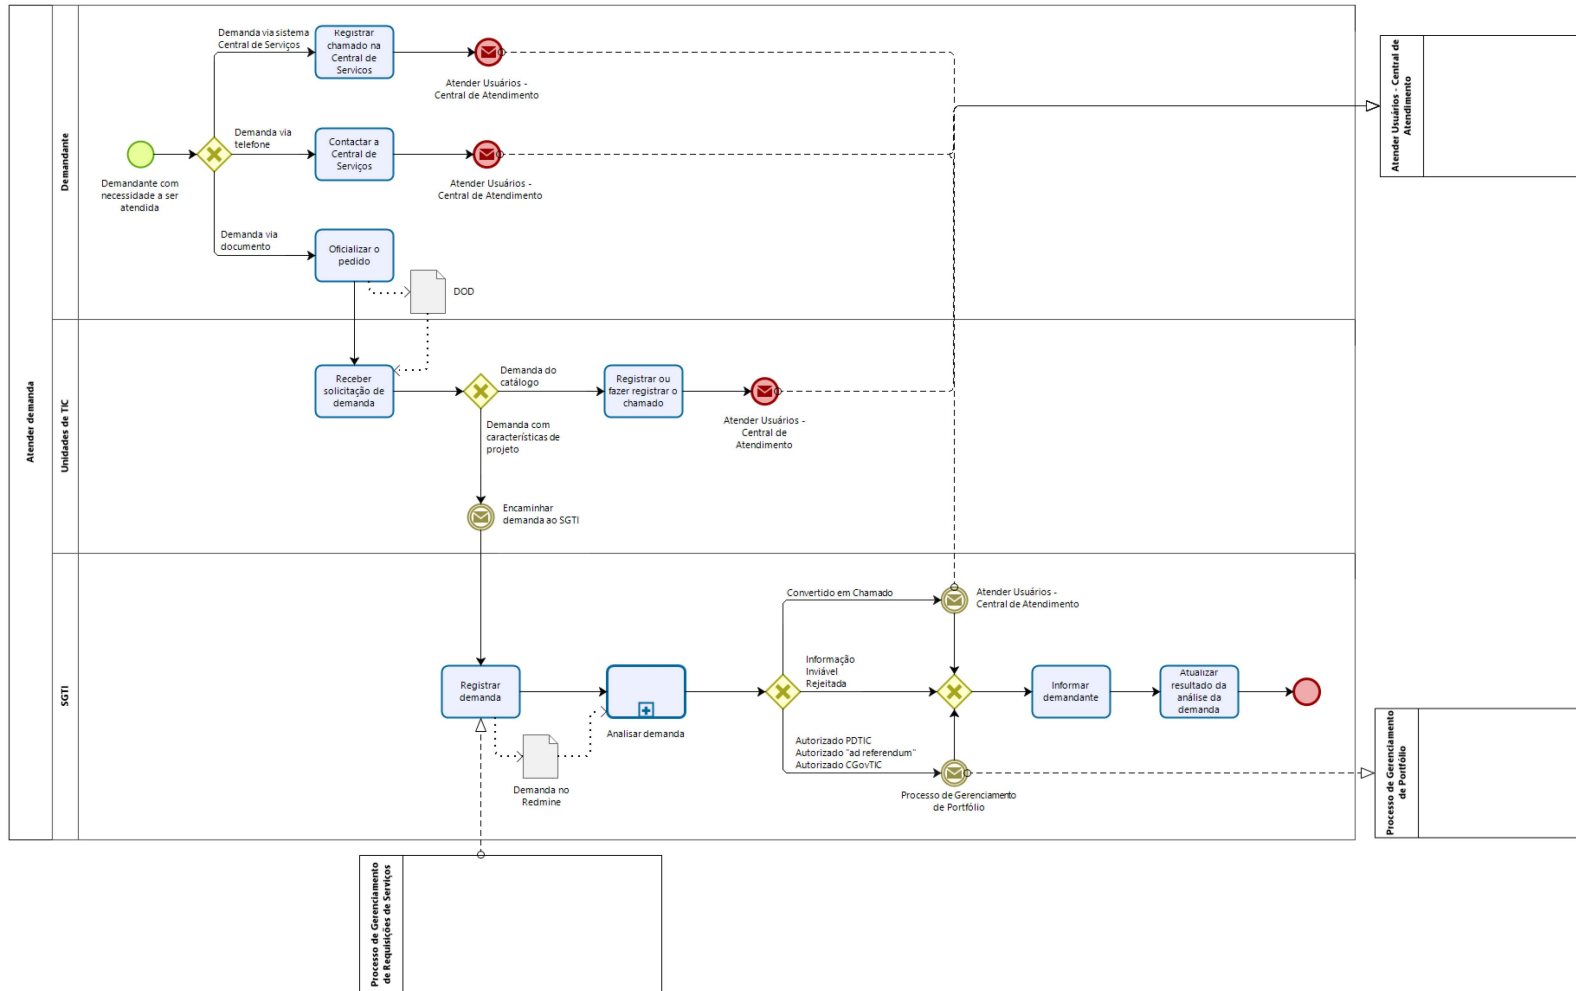 Atender demanda
Demandante
Demandante com
necessidade a ser
atendida
Demanda via sistema
Central de Serviços
Registrar
chamado na
Central de
Servicos
Atender Usuários -
Central de Atendimento
Demanda via
telefone
Contactar a
Central de
Serviços
Atender Usuários -
Central de Atendimento
Demanda via
documento
Oficializar o
pedido
DOD
Atender Usuários - Central de
Atendimento
Unidades de TIC
Receber
solicitação de
demanda
Demanda do
catálogo
Registrar ou
fazer registrar o
chamado
Atender Usuários -
Central de
Atendimento
Demanda com
características de
projeto
Encaminhar
demanda ao SGTI
SGTI
Registrar
demanda
Demanda no
Redmine
Analisar demanda
Convertido em Chamado
Atender Usuários -
Central de Atendimento
Informação
Inviável
Rejeitada
Autorizado PDTIC
Autorizado "ad referendum"
Autorizado CGovTIC
Processo de Gerenciamento
de Portfólio
Informar
demandante
Atualizar
resultado da
análise da
demanda
Processo de Gerenciamento
de Portfólio
Processo de Gerenciamento
de Requisições de Serviços